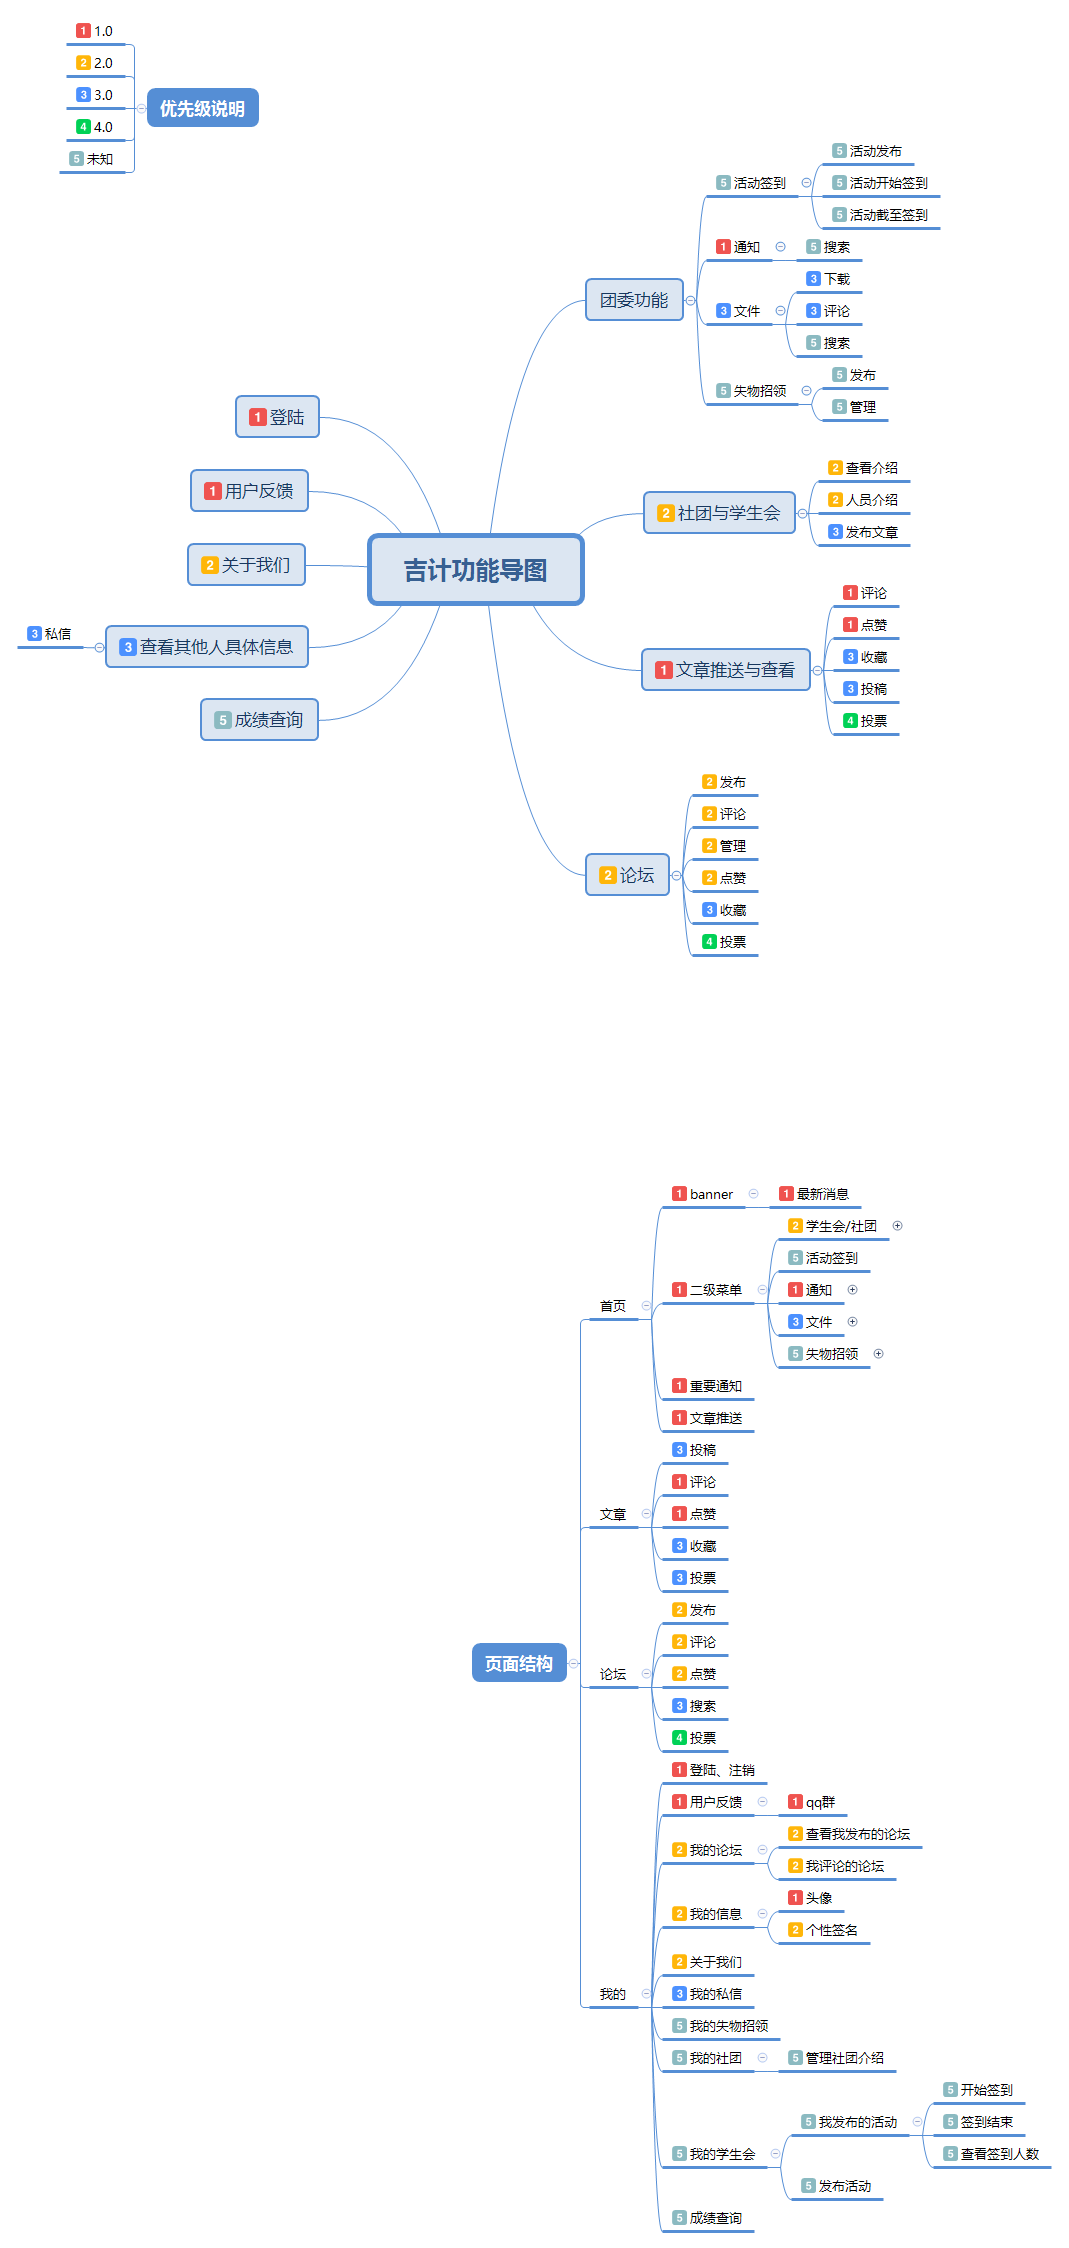 1 1.0
2 2.0
3 3.0
4 4.0
5 未知
优先级说明
团委功能
5 活动签到
5 活动发布
5 活动开始签到
5 活动截至签到
1 通知
5 搜索
3 文件
3 下载
3 评论
5 搜索
5 失物招领
5 发布
5 管理
1 登陆
1 用户反馈
2 关于我们
3 私信
3 查看其他人具体信息
5 成绩查询
吉计功能导图
2 社团与学生会
2 查看介绍
2 人员介绍
3 发布文章
1 文章推送与查看
1 评论
1 点赞
3 收藏
3 投稿
4 投票
2 论坛
2 发布
2 评论
2 管理
2 点赞
3 收藏
4 投票
页面结构
首页
1 banner
1 最新消息
1 二级菜单
2 学生会/社团
5 活动签到
1 通知
3 文件
5 失物招领
1 重要通知
1 文章推送
文章
3 投稿
1 评论
1 点赞
3 收藏
3 投票
论坛
2 发布
2 评论
2 点赞
3 搜索
4 投票
我的
1 登陆、注销
1 用户反馈
1 qq群
2 我的论坛
2 查看我发布的论坛
2 我评论的论坛
2 我的信息
1 头像
2 个性签名
2 关于我们
3 我的私信
5 我的失物招领
5 我的社团
5 管理社团介绍
5 我的学生会
5 我发布的活动
5 开始签到
5 签到结束
5 查看签到人数
5 发布活动
5 成绩查询